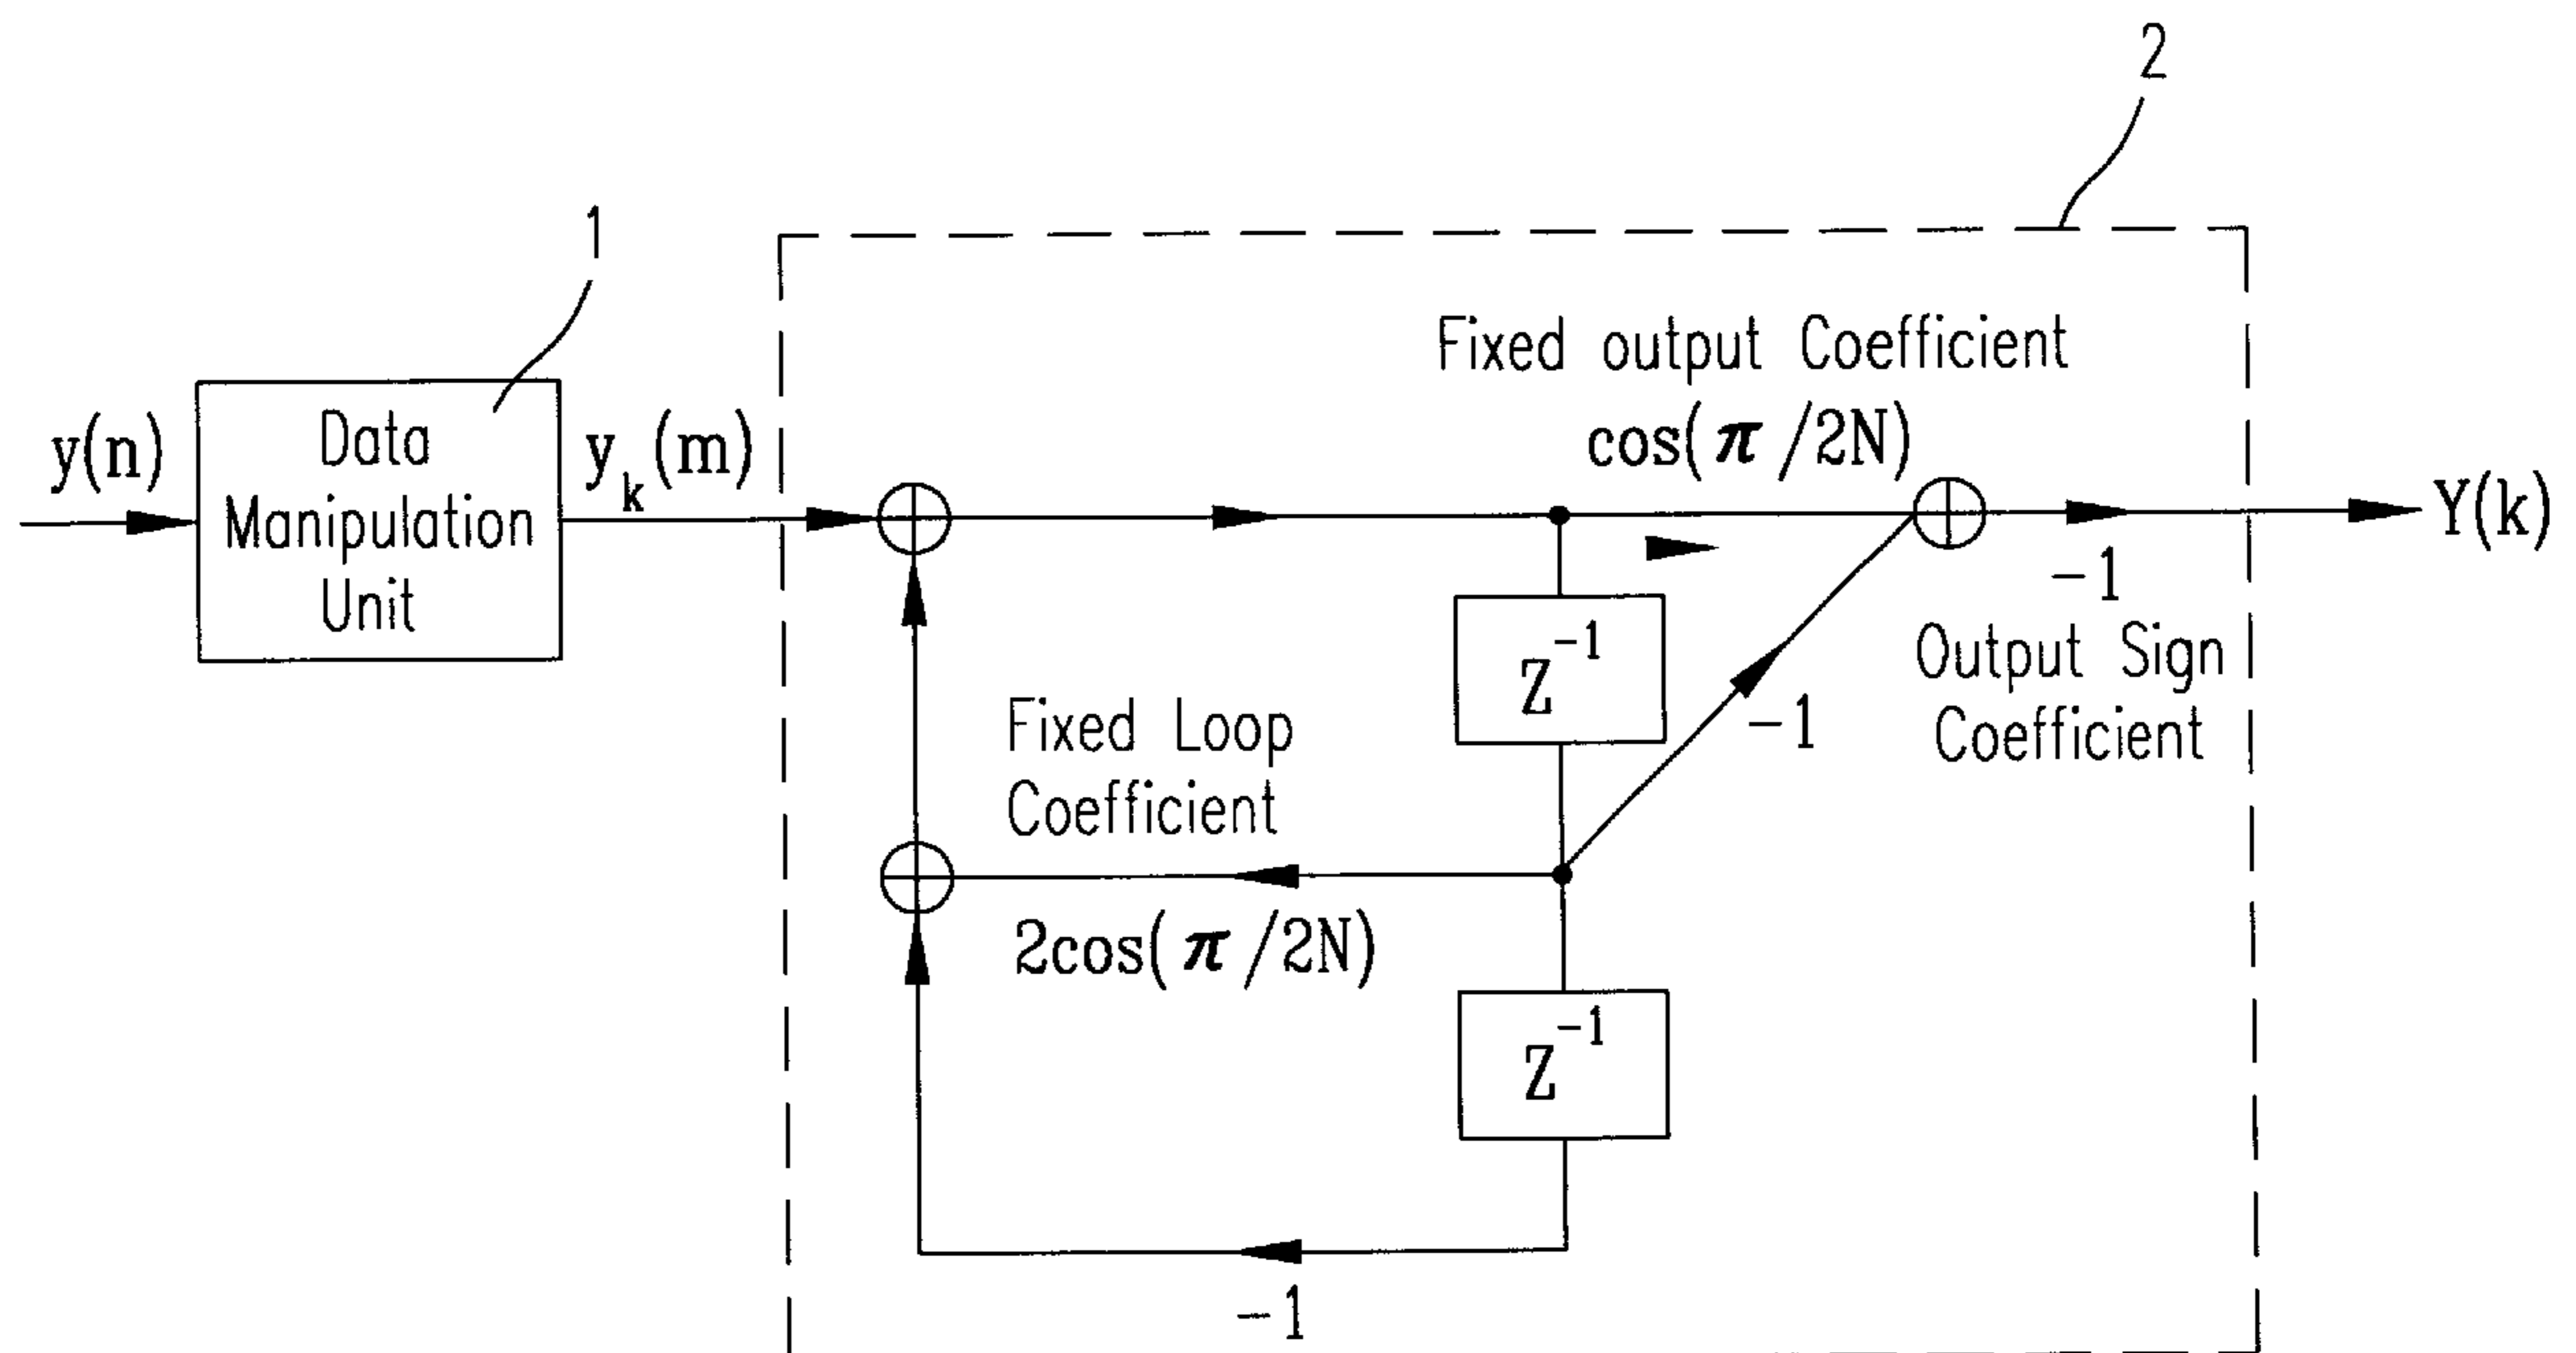 2
1
Fixed output Coefficient
cos(π/2N)
y(n)
Data
Manipulation
Unit
y_k(m)
Y(k)
-1
Output Sign
Coefficient
Z^-1
-1
Fixed Loop
Coefficient
2cos(π/2N)
Z^-1
-1